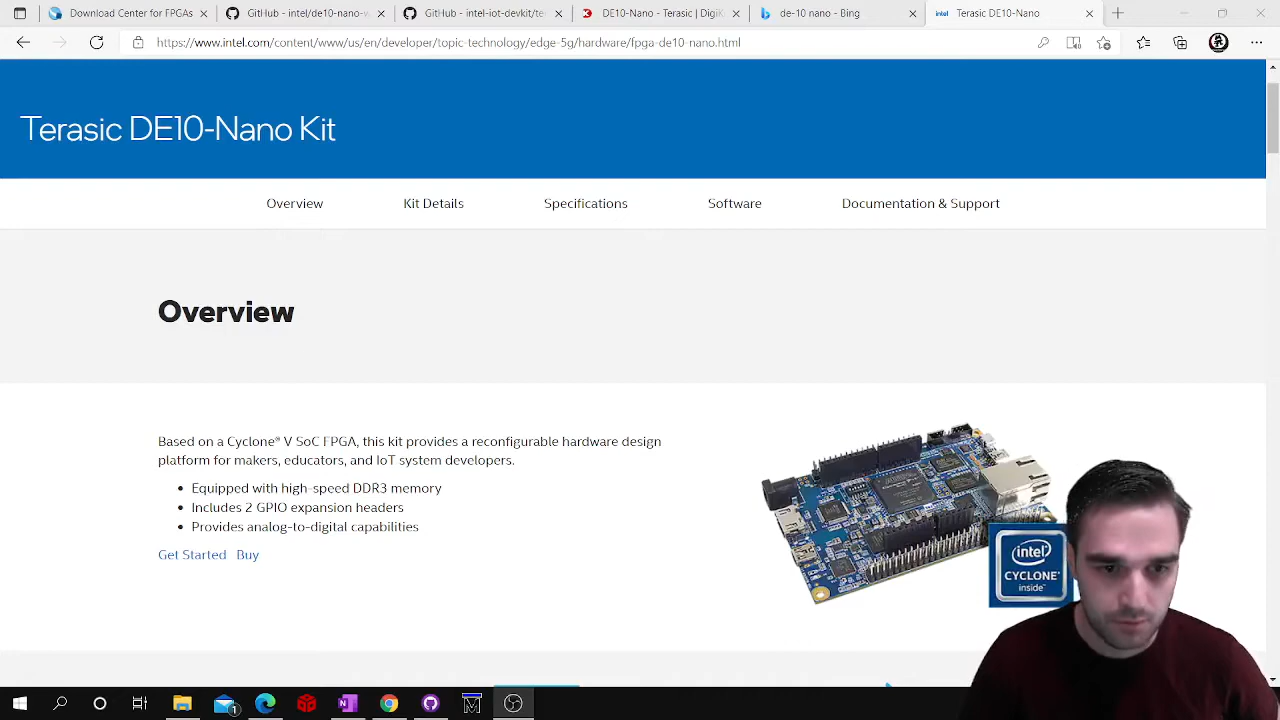 Download Center for FPGAs
GitHub - intel/de10-nano-w
GitHub - intel-iot-devkit/te
DE10-Nano - Terasic | DigiK
de-10 nano - Bing
intel
Terasic DE10-Nano
https://www.intel.com/content/www/us/en/developer/topic-technology/edge-5g/hardware/fpga-de10-nano.html
Terasic DE10-Nano Kit
Overview
Kit Details
Specifications
Software
Documentation & Support
Overview
Based on a Cyclone® V SoC FPGA, this kit provides a reconfigurable hardware design
platform for makers, educators, and IoT system developers.
• Equipped with high-speed DDR3 memory
• Includes 2 GPIO expansion headers
• Provides analog-to-digital capabilities
Get Started Buy
intel
CYCLONE®
inside™
1